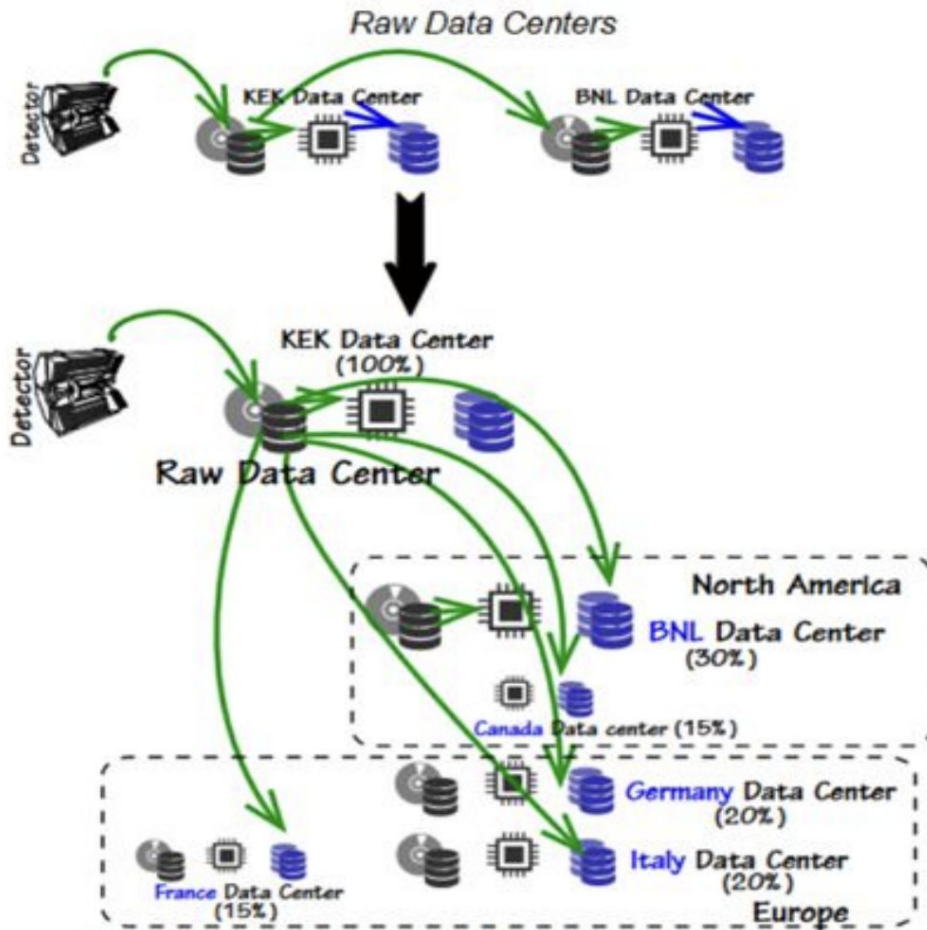 Raw Data Centers
Detector
KEK Data Center
BNL Data Center
Detector
KEK Data Center
(100%)
Raw Data Center
North America
BNL Data Center
(30%)
Canada Data center (15%)
Germany Data Center
(20%)
Italy Data Center
(20%)
France Data Center
(15%)
Europe